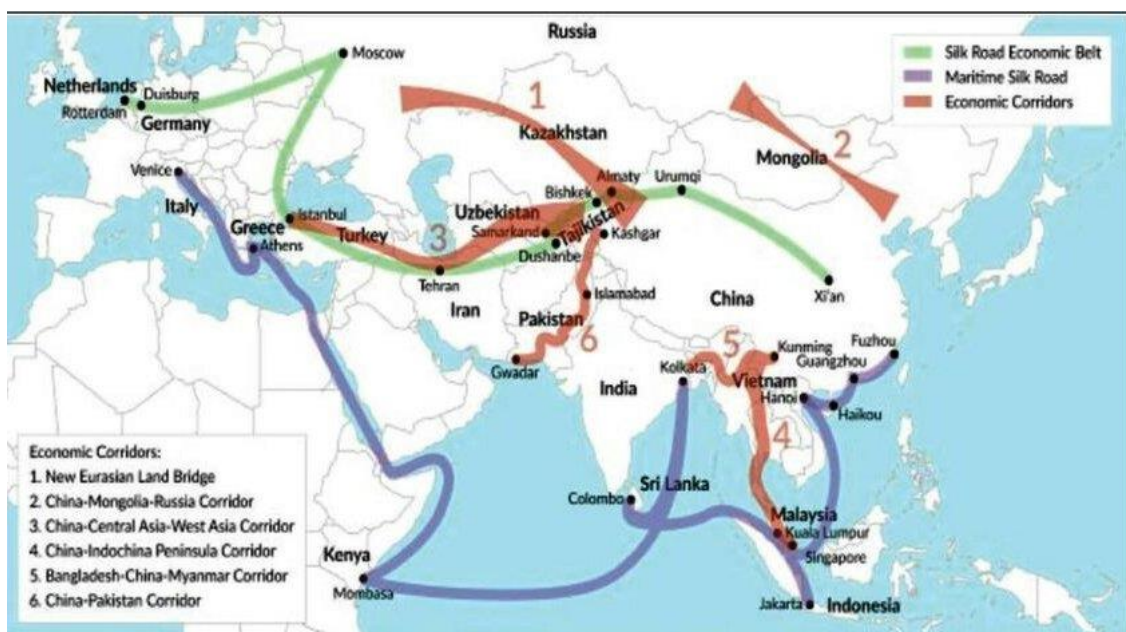 Russia
Moscow
Silk Road Economic Belt
Maritime Silk Road
Economic Corridors
Netherlands
Duisburg
Rotterdam
Germany
1
Kazakhstan
2
Mongolia
Venice
Italy
Almaty
Urumqi
Bishkek
Istanbul
Uzbekistan
Greece
Turkey
3
Samarkand
Tajikistan
Kashgar
Athens
Dushanbe
Tehran
Xi'an
Iran
Islamabad
China
Pakistan
6
Gwadar
5
Kunming
Fuzhou
Guangzhou
Kolkata
Vietnam
India
Hanoi
Haikou
4
Economic Corridors:
1. New Eurasian Land Bridge
2. China-Mongolia-Russia Corridor
3. China-Central Asia-West Asia Corridor
4. China-Indochina Peninsula Corridor
5. Bangladesh-China-Myanmar Corridor
6. China-Pakistan Corridor
Sri Lanka
Colombo
Malaysia
Kuala Lumpur
Singapore
Kenya
Mombasa
Jakarta
Indonesia